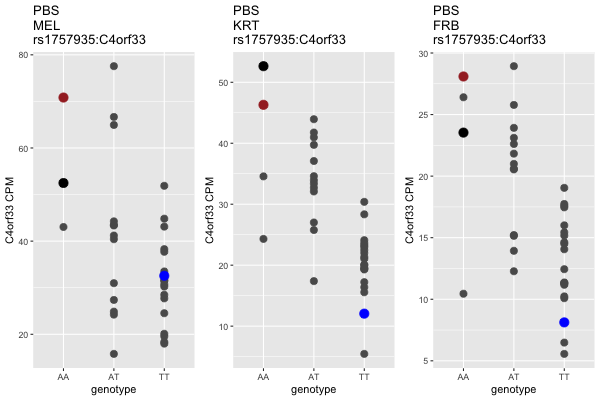 PBS
MEL
rs1757935:C4orf33
C4orf33 CPM
80
60
40
20
AA
AT
TT
genotype
PBS
KRT
rs1757935:C4orf33
C4orf33 CPM
50
40
30
20
10
AA
AT
TT
genotype
PBS
FRB
rs1757935:C4orf33
C4orf33 CPM
30
25
20
15
10
5
AA
AT
TT
genotype